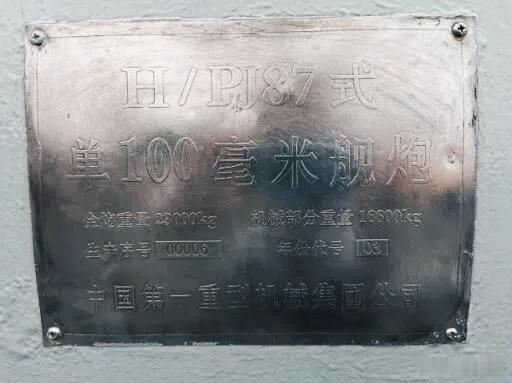 H/PJ87式
单100毫米舰炮
全炮重量 23000kg 机械部分重量 16600kg
生产序号 00006 年份代号 03
中国第一重型机械集团公司